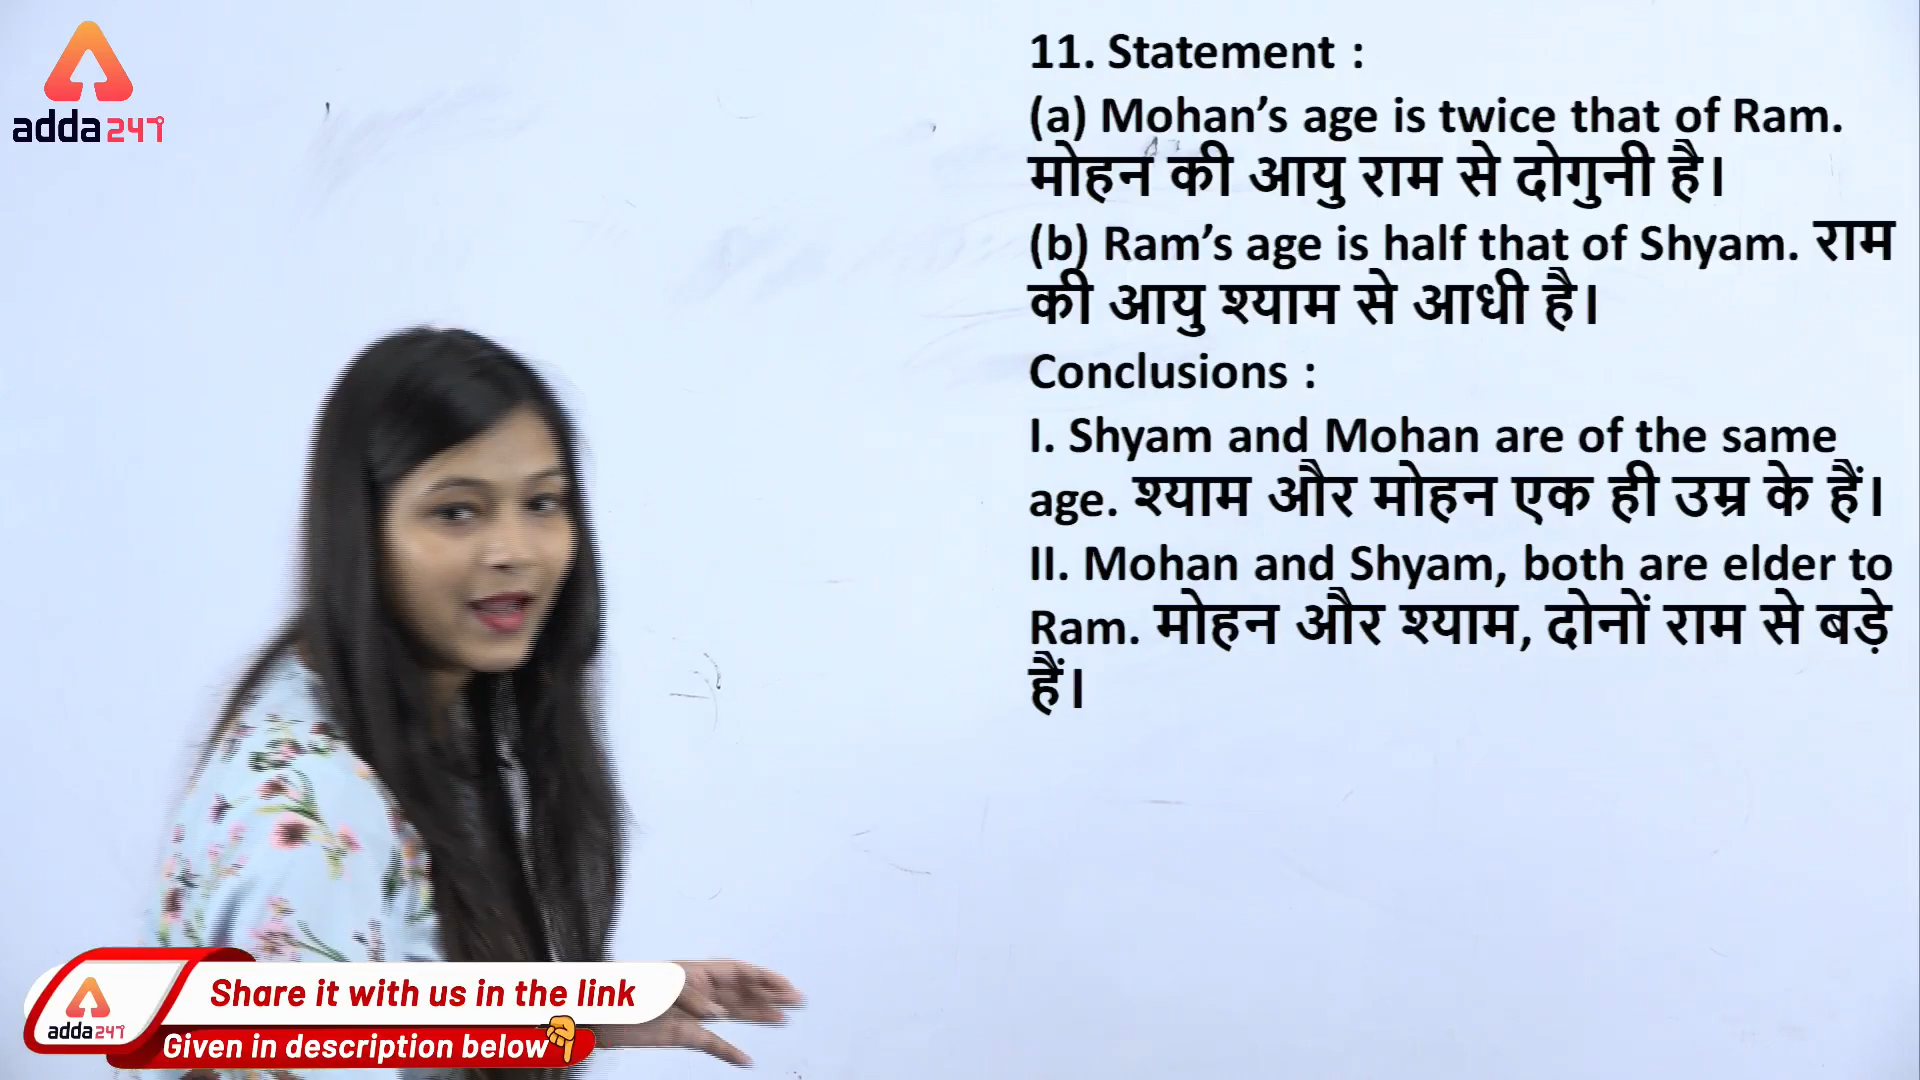 adda247
11. Statement :
(a) Mohan’s age is twice that of Ram.
मोहन की आयु राम से दोगुनी है।
(b) Ram’s age is half that of Shyam. राम
की आयु श्याम से आधी है।
Conclusions :
I. Shyam and Mohan are of the same
age. श्याम और मोहन एक ही उम्र के हैं।
II. Mohan and Shyam, both are elder to
Ram. मोहन और श्याम, दोनों राम से बड़े
हैं।
Share it with us in the link
adda247
Given in description below